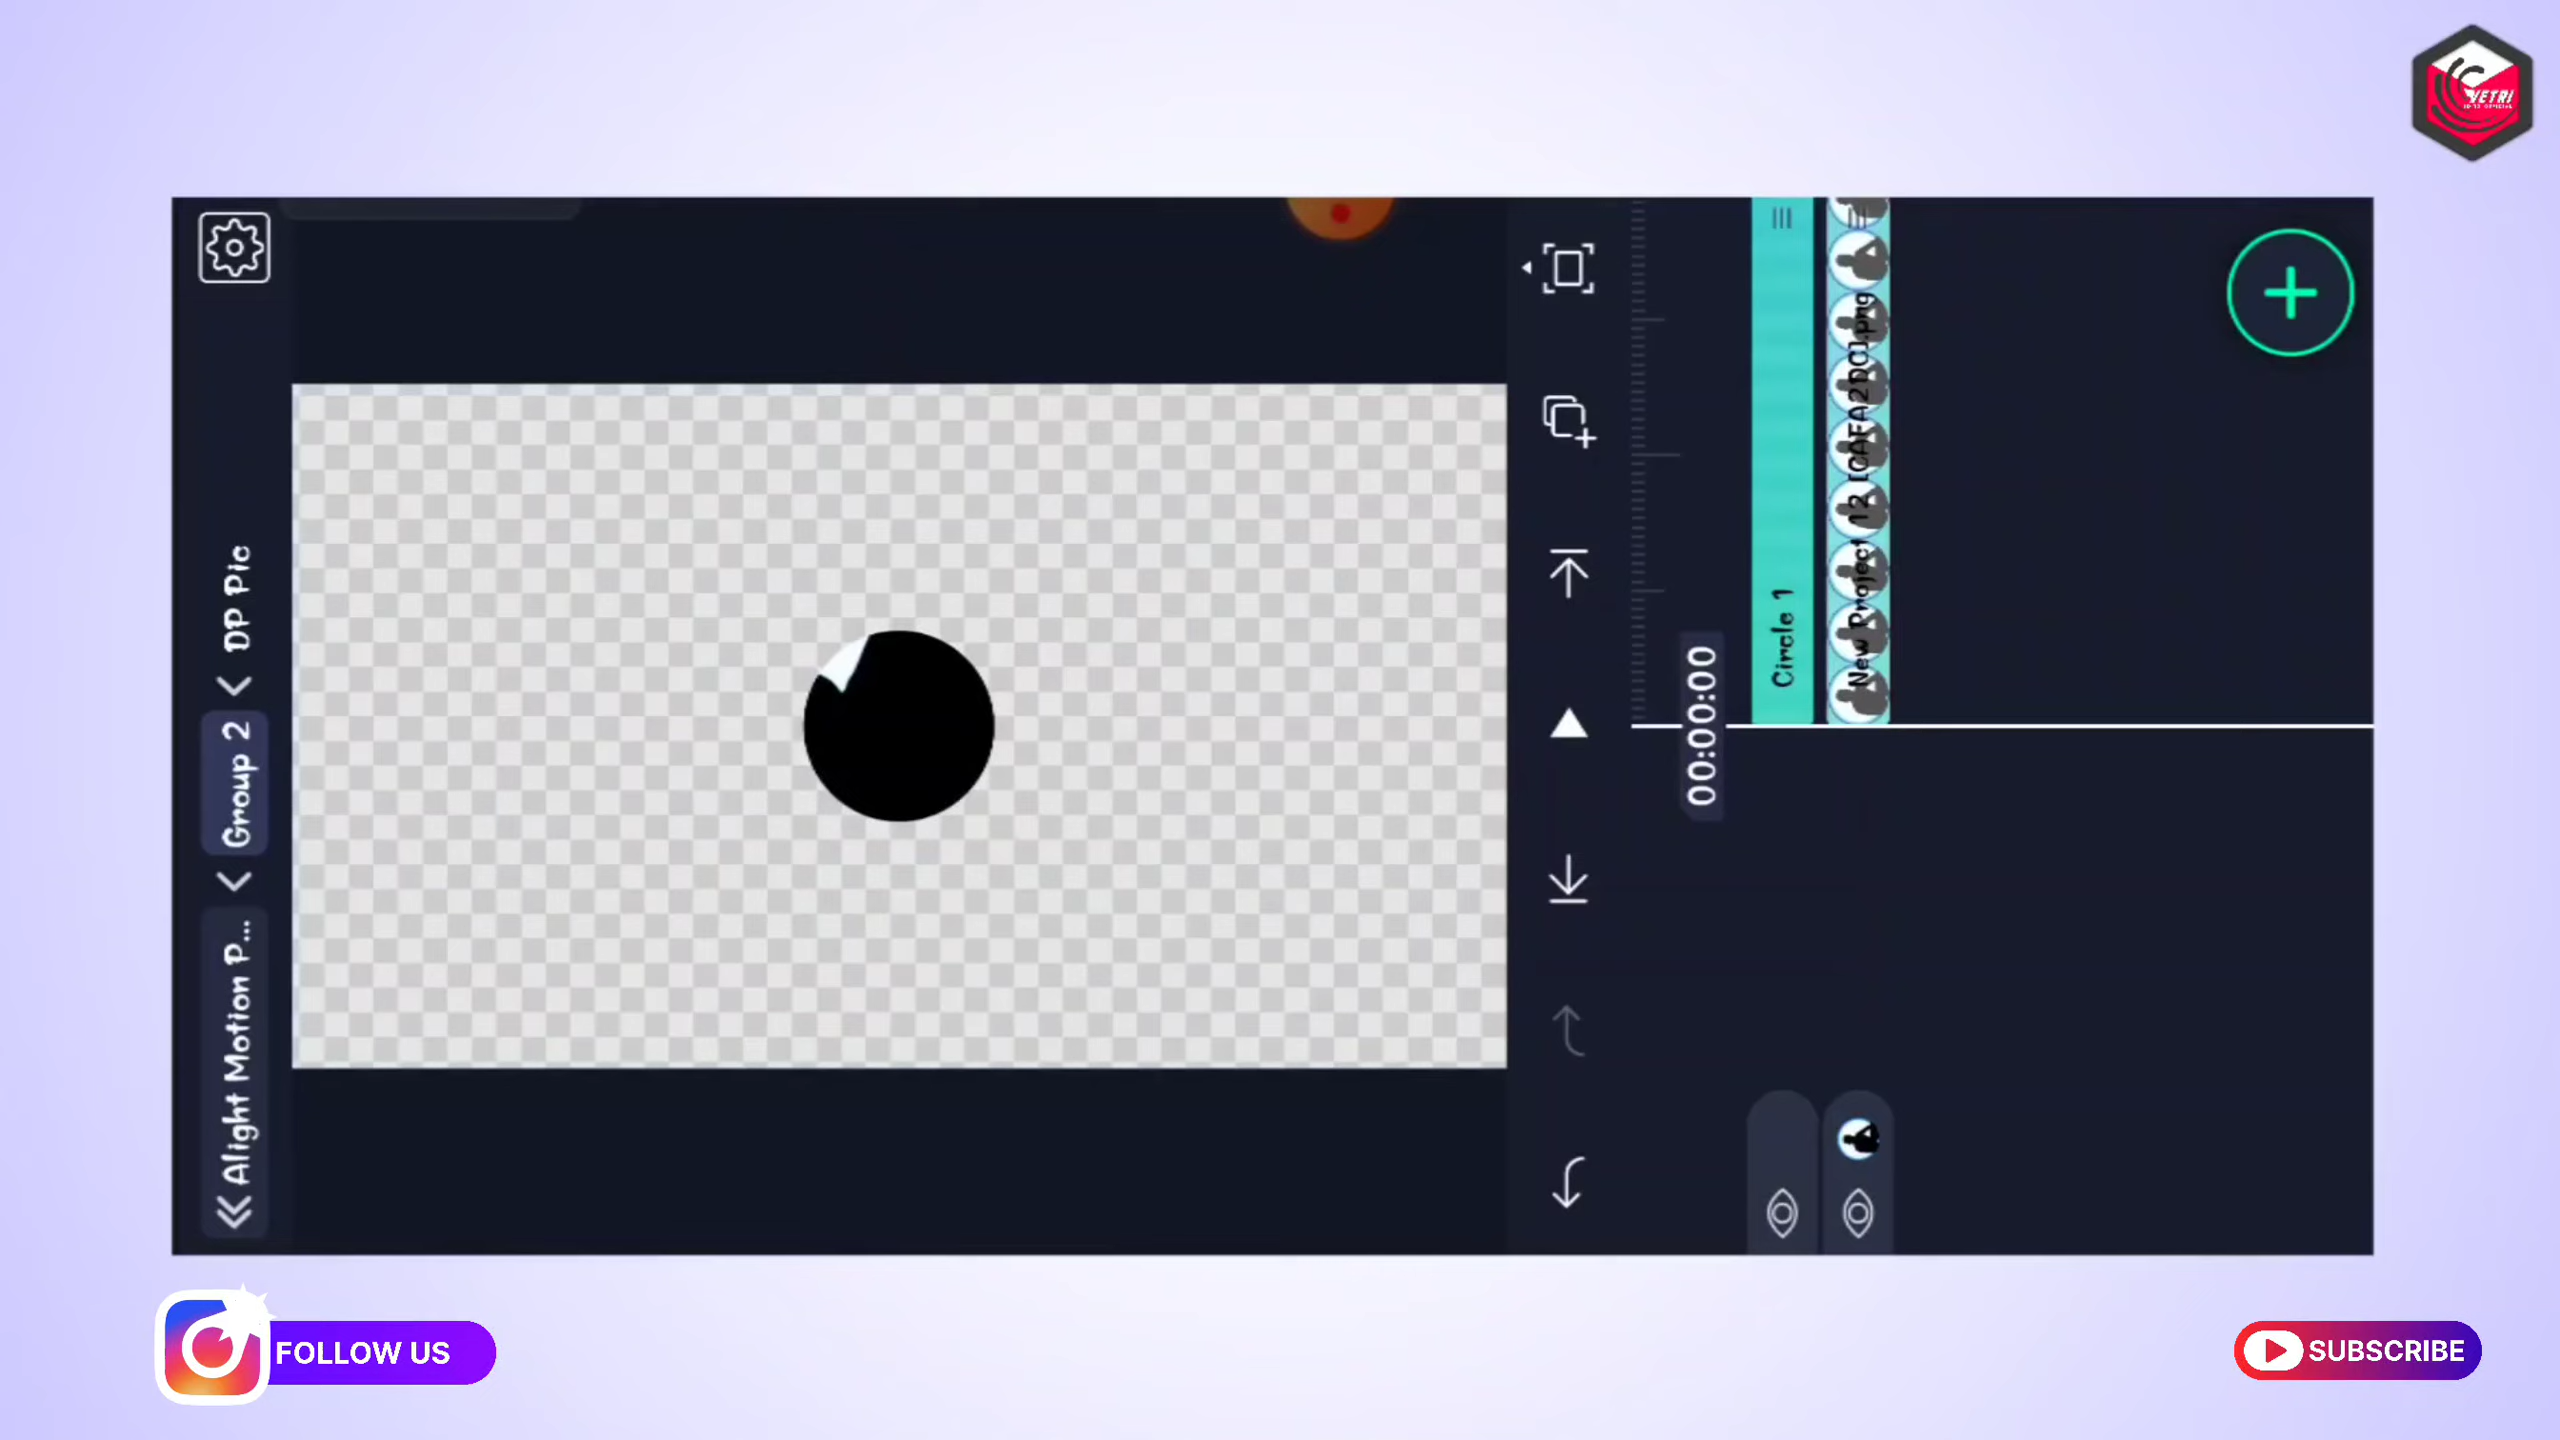 VETRI
Alight Motion P...
Group 2
DP Pic
00:00:00
Circle 1
New Project 12 [CAFA2DC].png
FOLLOW US
SUBSCRIBE